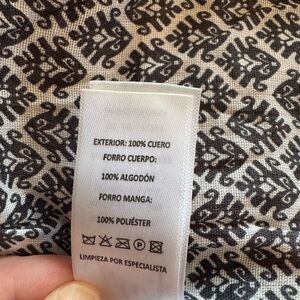 EXTERIOR: 100% CUERO
FORRO CUERPO:
100% ALGODÓN
FORRO MANGA:
100% POLIÉSTER
P
LIMPIEZA POR ESPECIALISTA